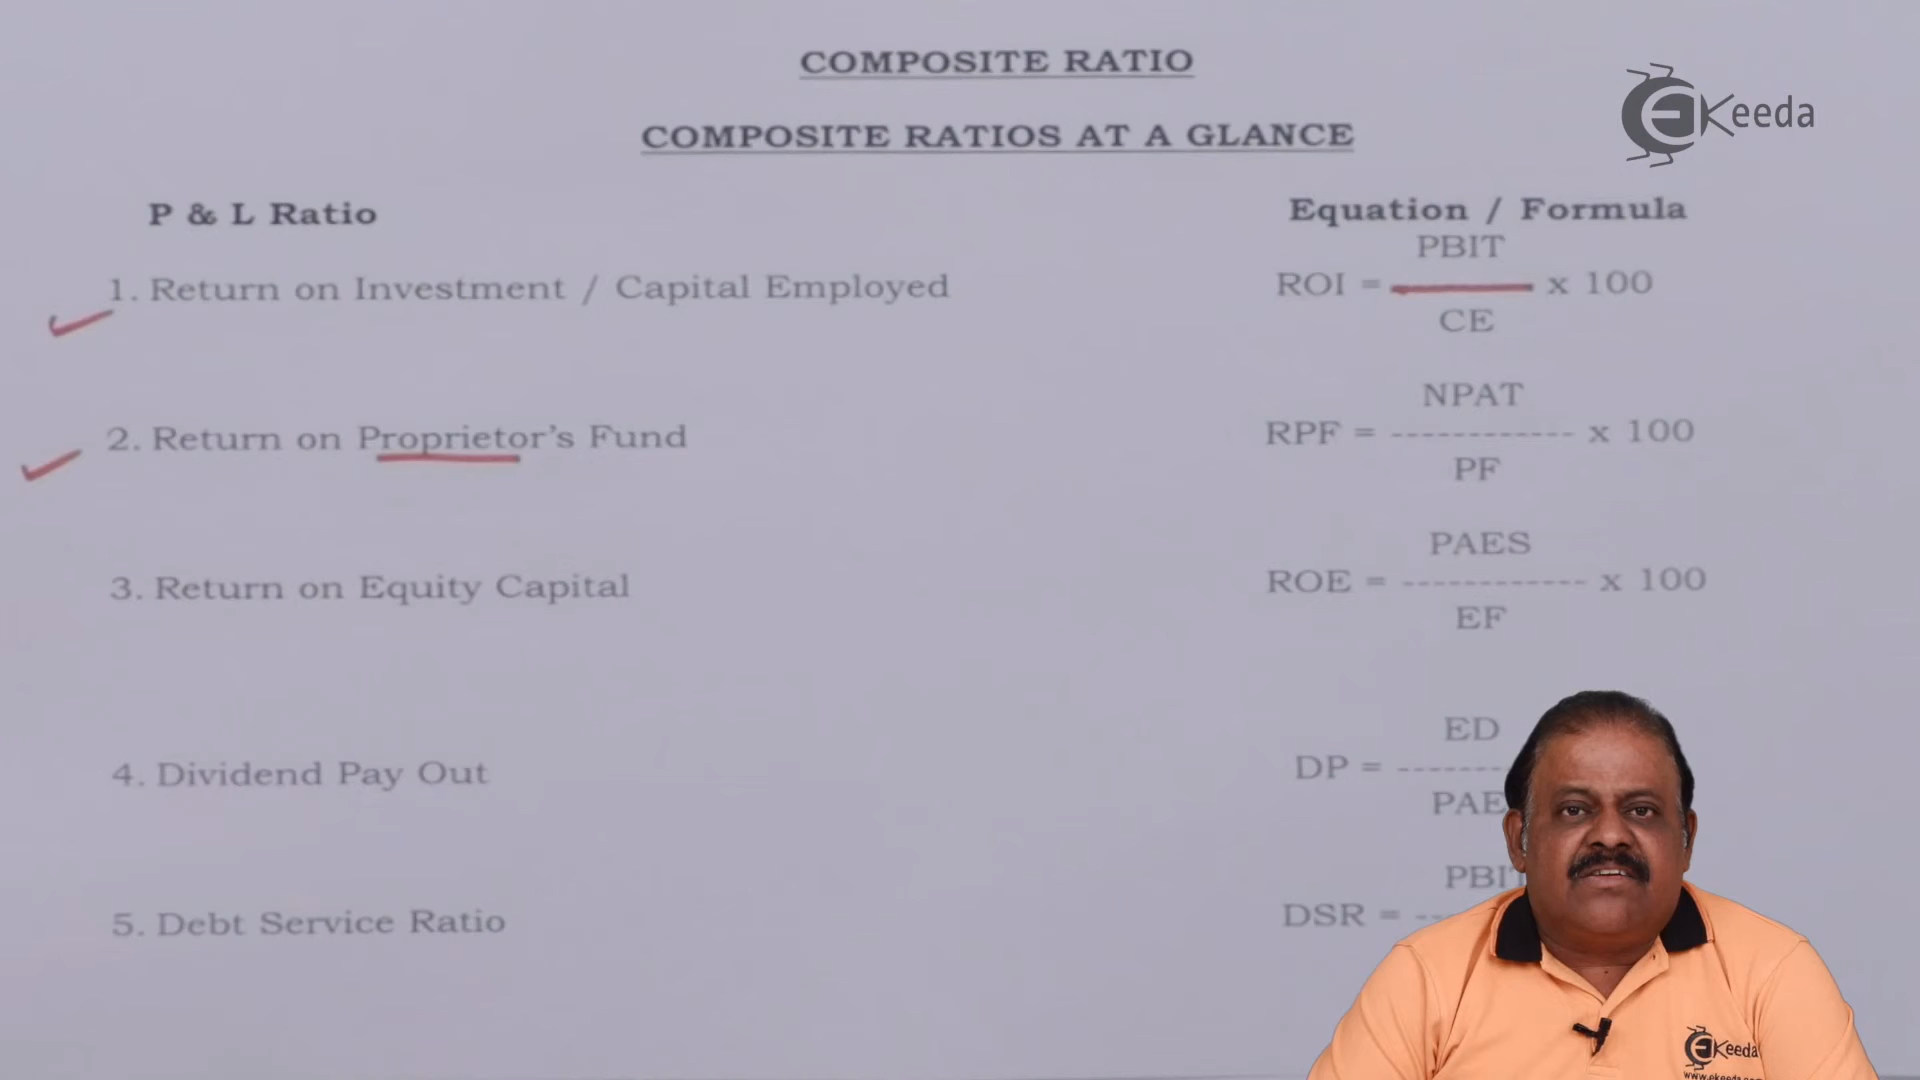 COMPOSITE RATIO
COMPOSITE RATIOS AT A GLANCE
EKeeda
P & L Ratio
Equation / Formula
1. Return on Investment / Capital Employed
PBIT
ROI = x 100
CE
2. Return on Proprietor's Fund
NPAT
RPF = ------------ x 100
PF
3. Return on Equity Capital
PAES
ROE = ------------ x 100
EF
4. Dividend Pay Out
ED
DP = -------
PAE
5. Debt Service Ratio
PBIT
DSR = --
EKeeda